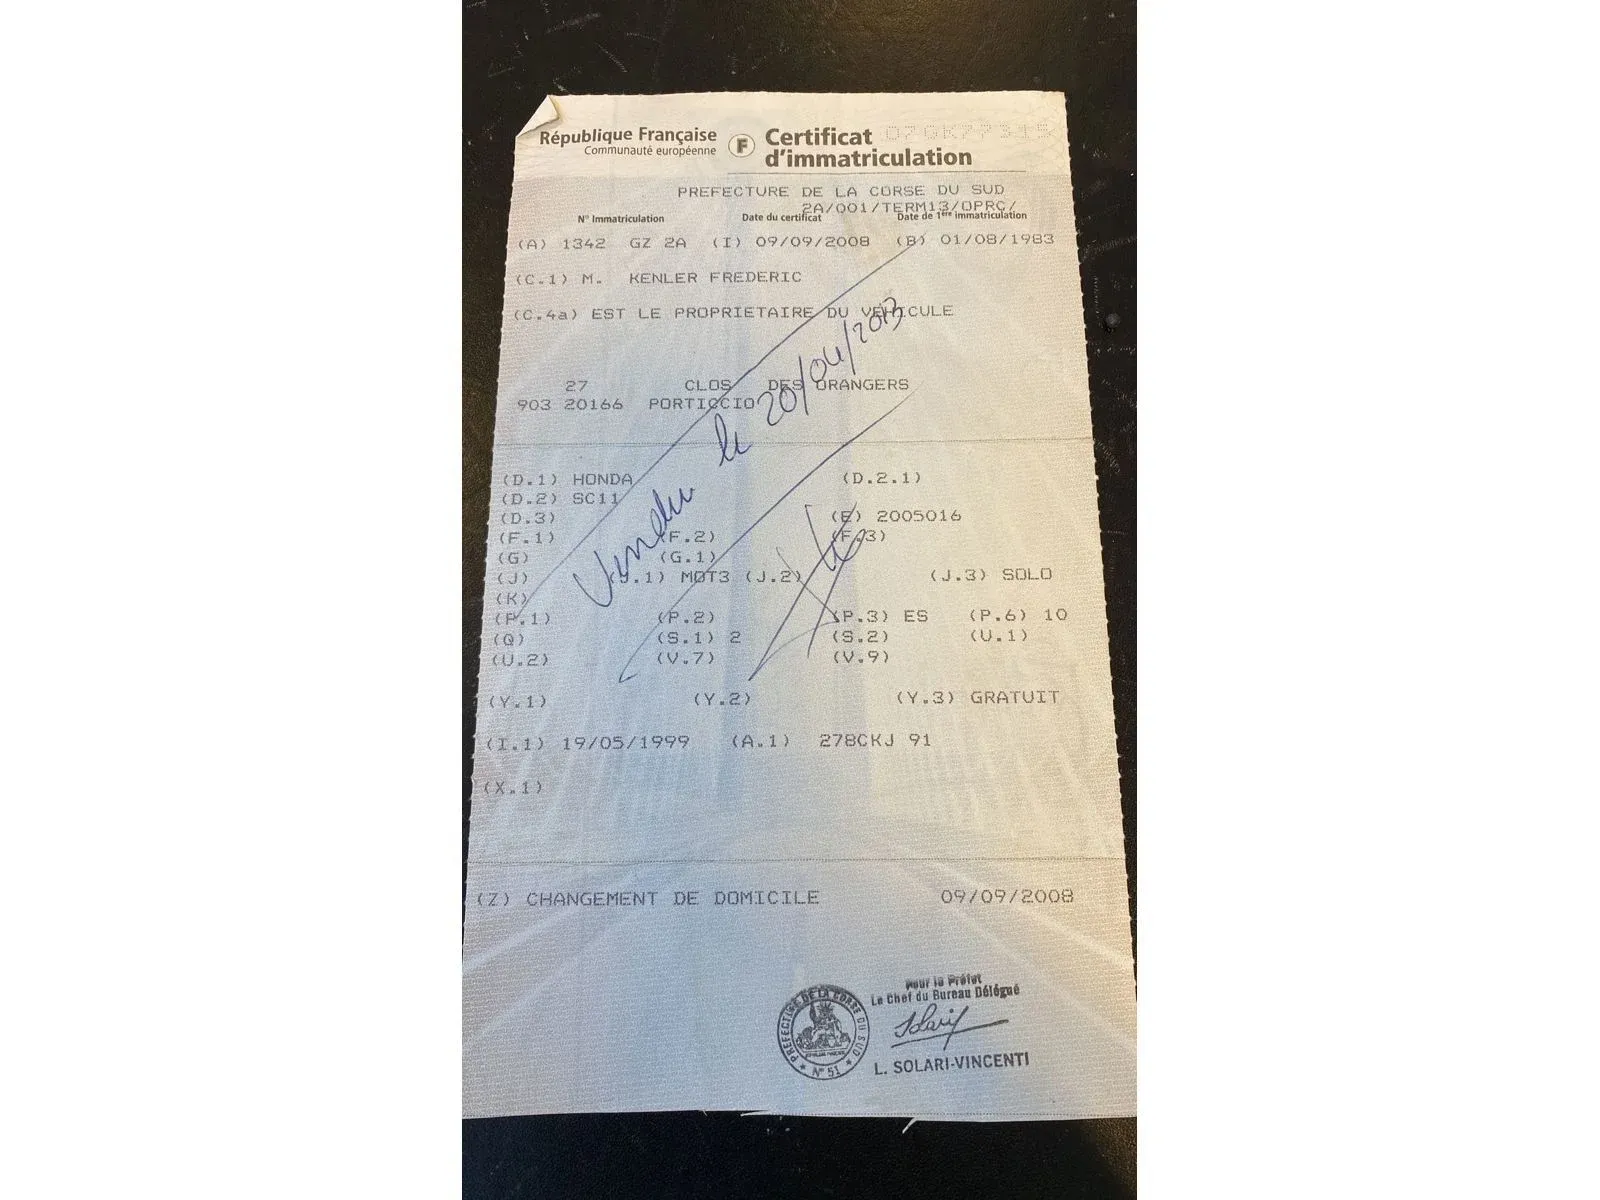 République Française
Communauté européenne
F
Certificat
d'immatriculation
07GK77315
PREFECTURE DE LA CORSE DU SUD
2A/001/TERM13/OPRC/
N° Immatriculation Date du certificat Date de 1ère immatriculation
(A) 1342 GZ 2A (I) 09/09/2008 (B) 01/08/1983
(C.1) M. KENLER FREDERIC
(C.4a) EST LE PROPRIETAIRE DU VEHICULE
27 CLOS DES ORANGERS
903 20166 PORTICCIO
Vendu le 20/04/2013
(D.1) HONDA (D.2.1)
(D.2) SC11
(D.3) (E) 2005016
(F.1) (F.2) (F.3)
(G) (G.1)
(J) (J.1) MOT3 (J.2) (J.3) SOLO
(K)
(P.1) (P.2) (P.3) ES (P.6) 10
(Q) (S.1) 2 (S.2) (U.1)
(U.2) (V.7) (V.9)
(Y.1) (Y.2) (Y.3) GRATUIT
(I.1) 19/05/1999 (A.1) 278CKJ 91
(X.1)
(Z) CHANGEMENT DE DOMICILE 09/09/2008
Pour le Préfet
Le Chef du Bureau Délégué
L. SOLARI-VINCENTI
PREFECTURE DE LA CORSE DU SUD
N° 51